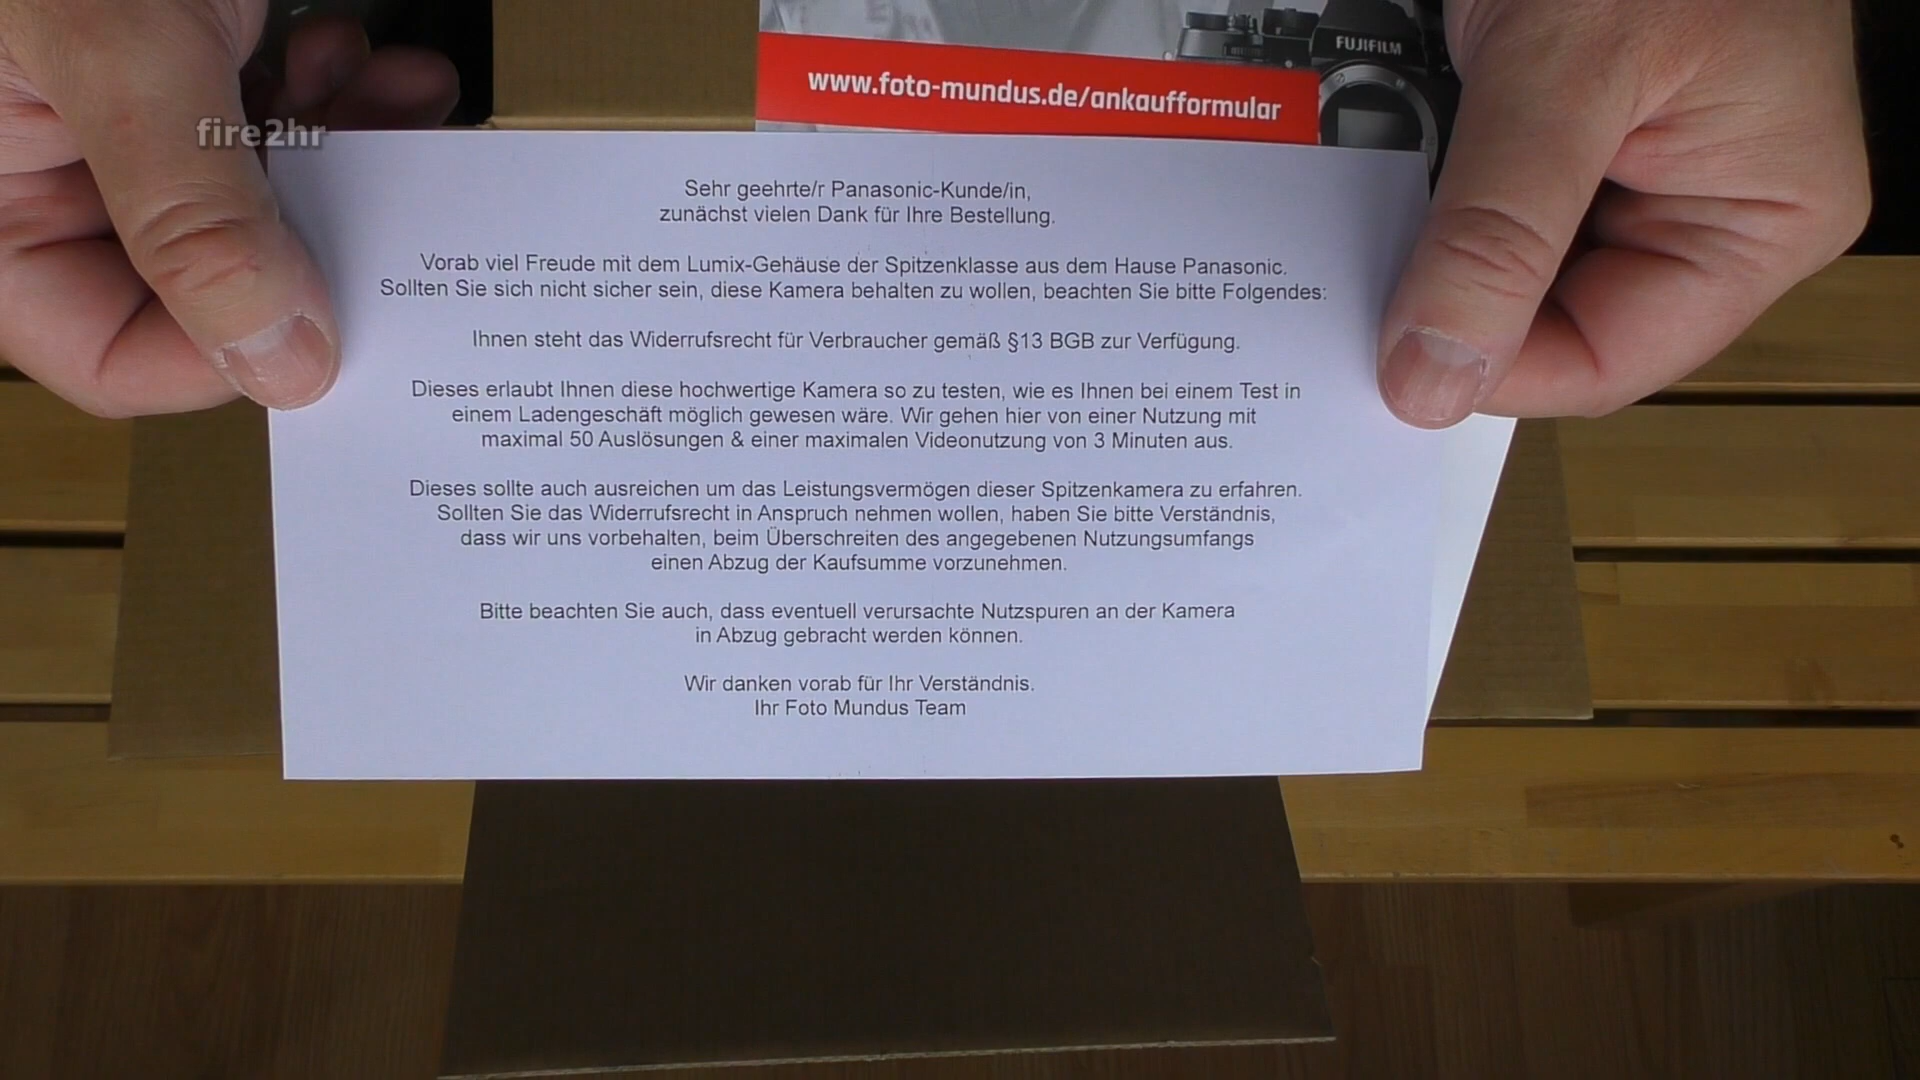 FUJIFILM
www.foto-mundus.de/ankaufformular
fire2hr
Sehr geehrte/r Panasonic-Kunde/in,
zunächst vielen Dank für Ihre Bestellung.
Vorab viel Freude mit dem Lumix-Gehäuse der Spitzenklasse aus dem Hause Panasonic.
Sollten Sie sich nicht sicher sein, diese Kamera behalten zu wollen, beachten Sie bitte Folgendes:
Ihnen steht das Widerrufsrecht für Verbraucher gemäß §13 BGB zur Verfügung.
Dieses erlaubt Ihnen diese hochwertige Kamera so zu testen, wie es Ihnen bei einem Test in
einem Ladengeschäft möglich gewesen wäre. Wir gehen hier von einer Nutzung mit
maximal 50 Auslösungen & einer maximalen Videonutzung von 3 Minuten aus.
Dieses sollte auch ausreichen um das Leistungsvermögen dieser Spitzenkamera zu erfahren.
Sollten Sie das Widerrufsrecht in Anspruch nehmen wollen, haben Sie bitte Verständnis,
dass wir uns vorbehalten, beim Überschreiten des angegebenen Nutzungsumfangs
einen Abzug der Kaufsumme vorzunehmen.
Bitte beachten Sie auch, dass eventuell verursachte Nutzspuren an der Kamera
in Abzug gebracht werden können.
Wir danken vorab für Ihr Verständnis.
Ihr Foto Mundus Team